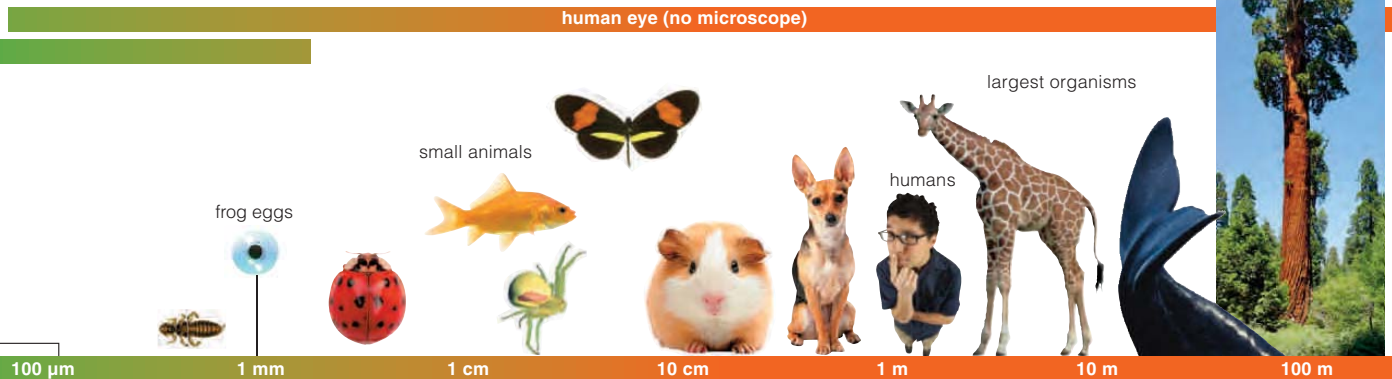 human eye (no microscope)
largest organisms
small animals
humans
frog eggs
100 µm 1 mm 1 cm 10 cm 1 m 10 m 100 m